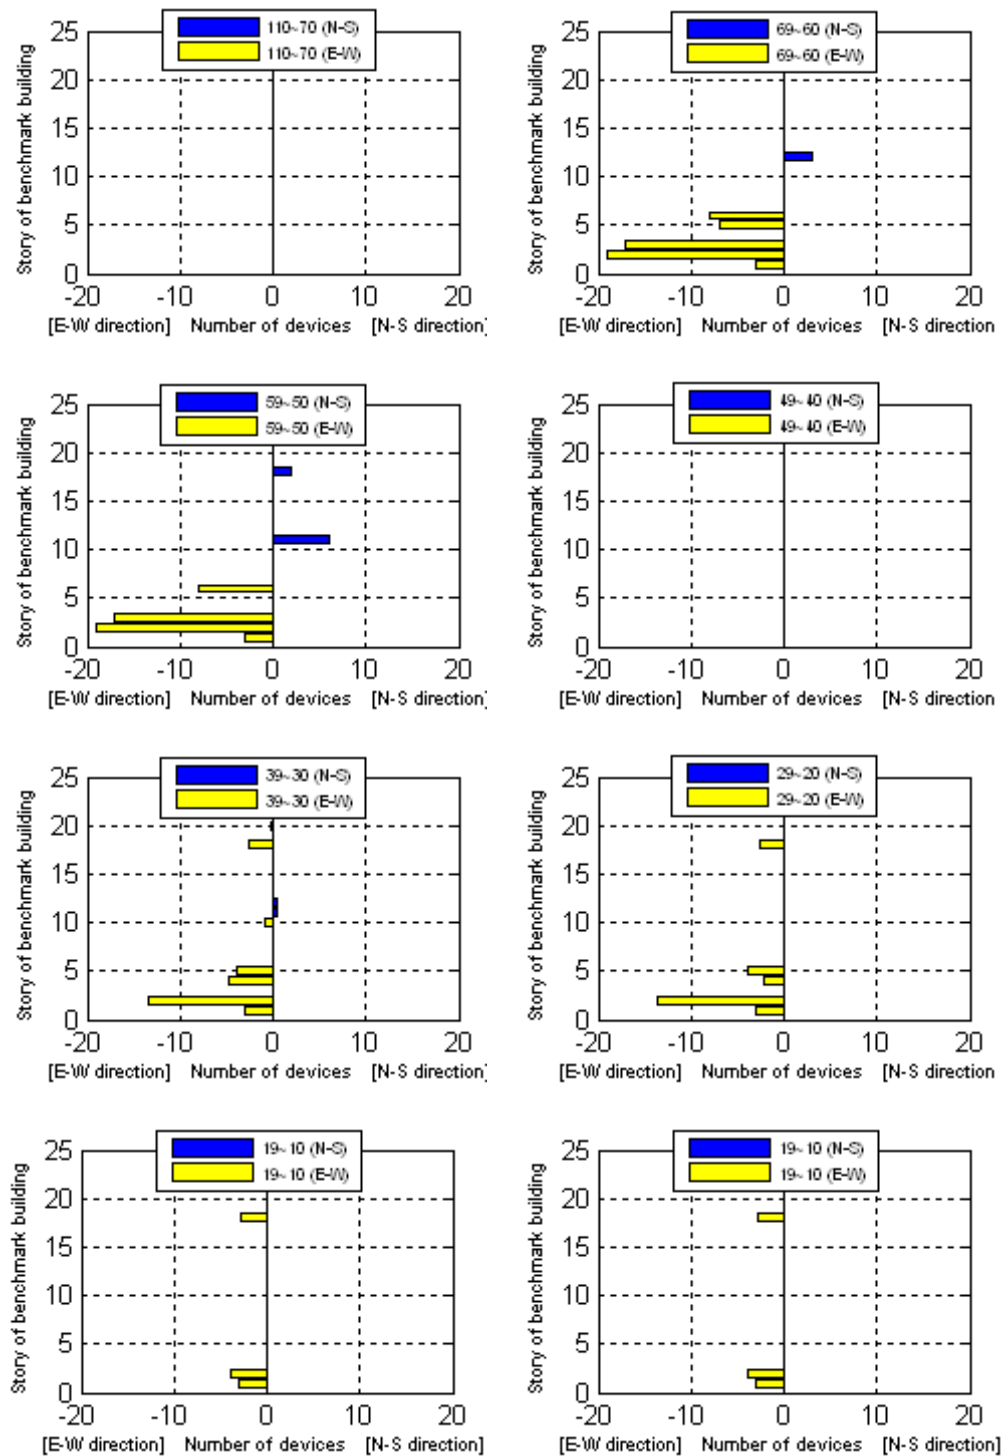 110~70 (N-S)
110~70 (E-W)
25
20
15
10
5
0
-20 -10 0 10 20
Story of benchmark building
[E-W direction] Number of devices [N-S direction]
69~60 (N-S)
69~60 (E-W)
25
20
15
10
5
0
-20 -10 0 10 20
Story of benchmark building
[E-W direction] Number of devices [N-S direction
59~50 (N-S)
59~50 (E-W)
25
20
15
10
5
0
-20 -10 0 10 20
Story of benchmark building
[E-W direction] Number of devices [N-S direction]
49~40 (N-S)
49~40 (E-W)
25
20
15
10
5
0
-20 -10 0 10 20
Story of benchmark building
[E-W direction] Number of devices [N-S direction
39~30 (N-S)
39~30 (E-W)
25
20
15
10
5
0
-20 -10 0 10 20
Story of benchmark building
[E-W direction] Number of devices [N-S direction]
29~20 (N-S)
29~20 (E-W)
25
20
15
10
5
0
-20 -10 0 10 20
Story of benchmark building
[E-W direction] Number of devices [N-S direction
19~10 (N-S)
19~10 (E-W)
25
20
15
10
5
0
-20 -10 0 10 20
Story of benchmark building
[E-W direction] Number of devices [N-S direction]
19~10 (N-S)
19~10 (E-W)
25
20
15
10
5
0
-20 -10 0 10 20
Story of benchmark building
[E-W direction] Number of devices [N-S direction